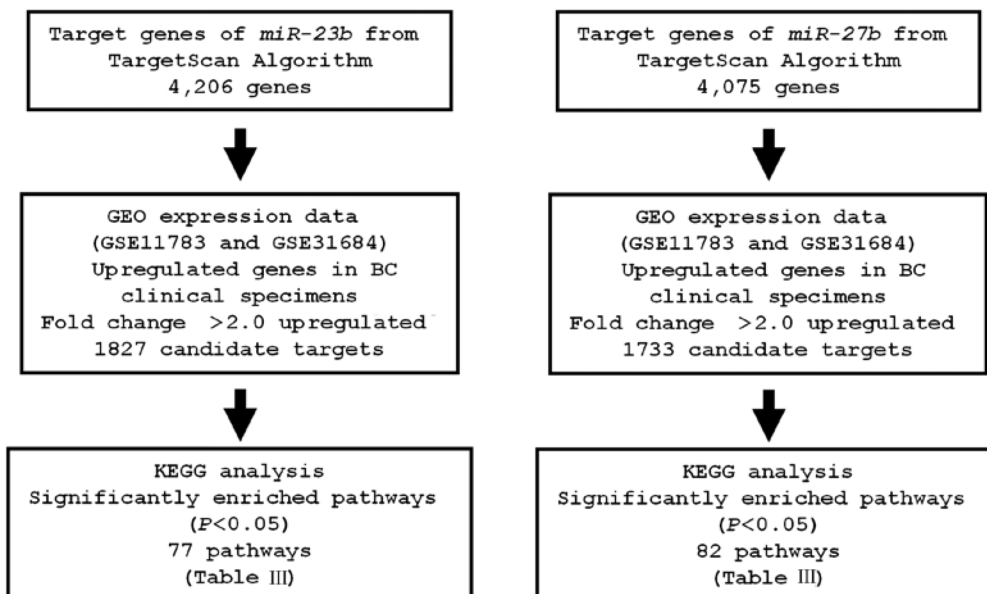 Target genes of miR-23b from
TargetScan Algorithm
4,206 genes
GEO expression data
(GSE11783 and GSE31684)
Upregulated genes in BC
clinical specimens
Fold change >2.0 upregulated
1827 candidate targets
KEGG analysis
Significantly enriched pathways
(P<0.05)
77 pathways
(Table III)
Target genes of miR-27b from
TargetScan Algorithm
4,075 genes
GEO expression data
(GSE11783 and GSE31684)
Upregulated genes in BC
clinical specimens
Fold change >2.0 upregulated
1733 candidate targets
KEGG analysis
Significantly enriched pathways
(P<0.05)
82 pathways
(Table III)